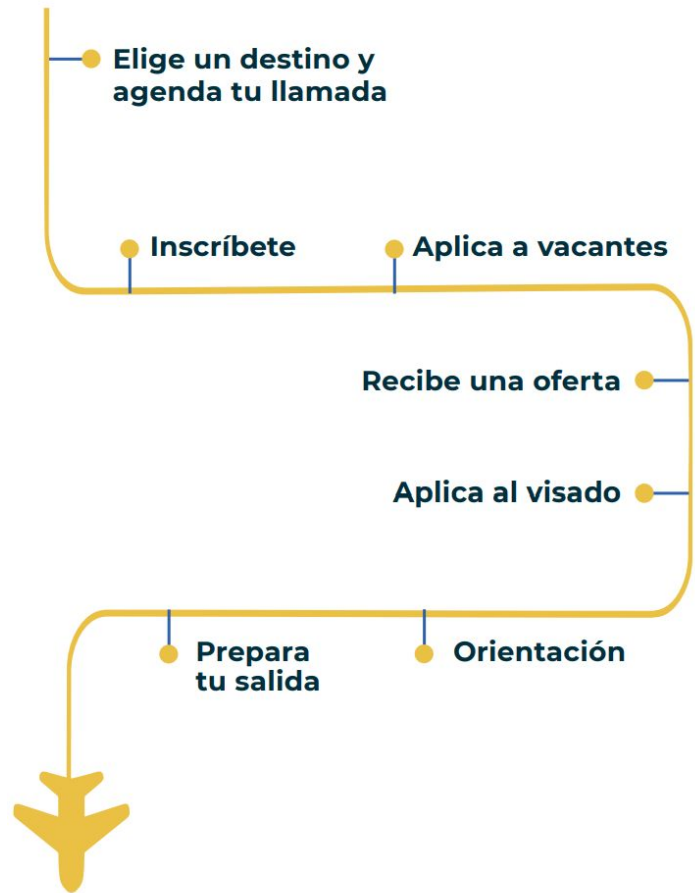 Elige un destino y
agenda tu llamada
Inscríbete
Aplica a vacantes
Recibe una oferta
Aplica al visado
Orientación
Prepara
tu salida